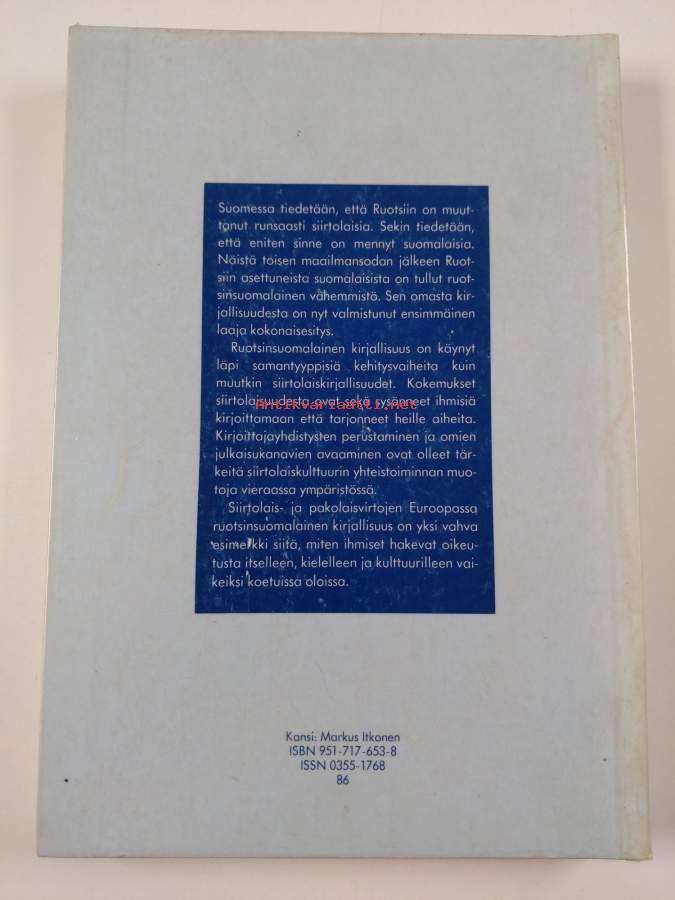 Suomessa tiedetään, että Ruotsiin on muut-
tanut runsaasti siirtolaisia. Sekin tiedetään,
että eniten sinne on mennyt suomalaisia.
Näistä toisen maailmansodan jälkeen Ruot-
siin asettuneista suomalaisista on tullut ruot-
sinsuomalainen vähemmistö. Sen omasta kir-
jallisuudesta on nyt valmistunut ensimmäinen
laaja kokonaisesitys.
Ruotsinsuomalainen kirjallisuus on käynyt
läpi samantyyppisiä kehitysvaiheita kuin
muutkin siirtolaiskirjallisuudet. Kokemukset
siirtolaisuudesta ovat sekä sysänneet ihmisiä
Antikvariaatti.net
kirjoittamaan että tarjonneet heille aiheita.
Kirjoittajayhdistysten perustaminen ja omien
julkaisukanavien avaaminen ovat olleet tär-
keitä siirtolaiskulttuurin yhteistoiminnan muo-
toja vieraassa ympäristössä.
Siirtolais- ja pakolaisvirtojen Euroopassa
ruotsinsuomalainen kirjallisuus on yksi vahva
esimerkki siitä, miten ihmiset hakevat oikeu-
tusta itselleen, kielelleen ja kulttuurilleen vai-
keiksi koetuissa oloissa.
Kansi: Markus Itkonen
ISBN 951-717-653-8
ISSN 0355-1768
86